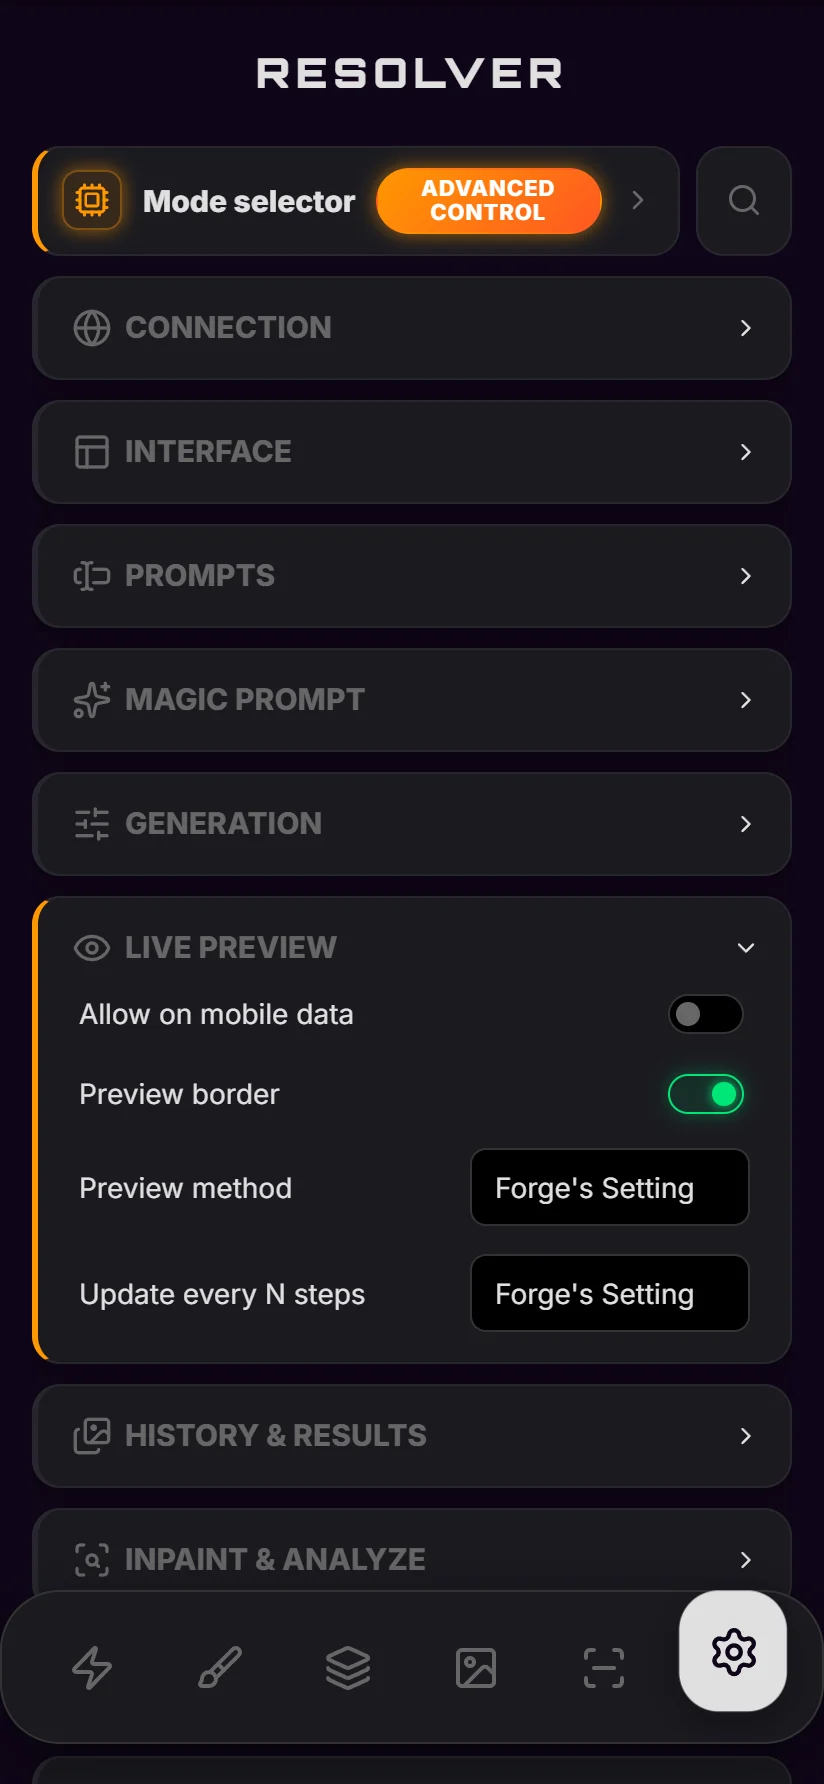 RESOLVER
Mode selector
ADVANCED
CONTROL
CONNECTION
INTERFACE
PROMPTS
MAGIC PROMPT
GENERATION
LIVE PREVIEW
Allow on mobile data
Preview border
Preview method
Forge's Setting
Update every N steps
Forge's Setting
HISTORY & RESULTS
INPAINT & ANALYZE